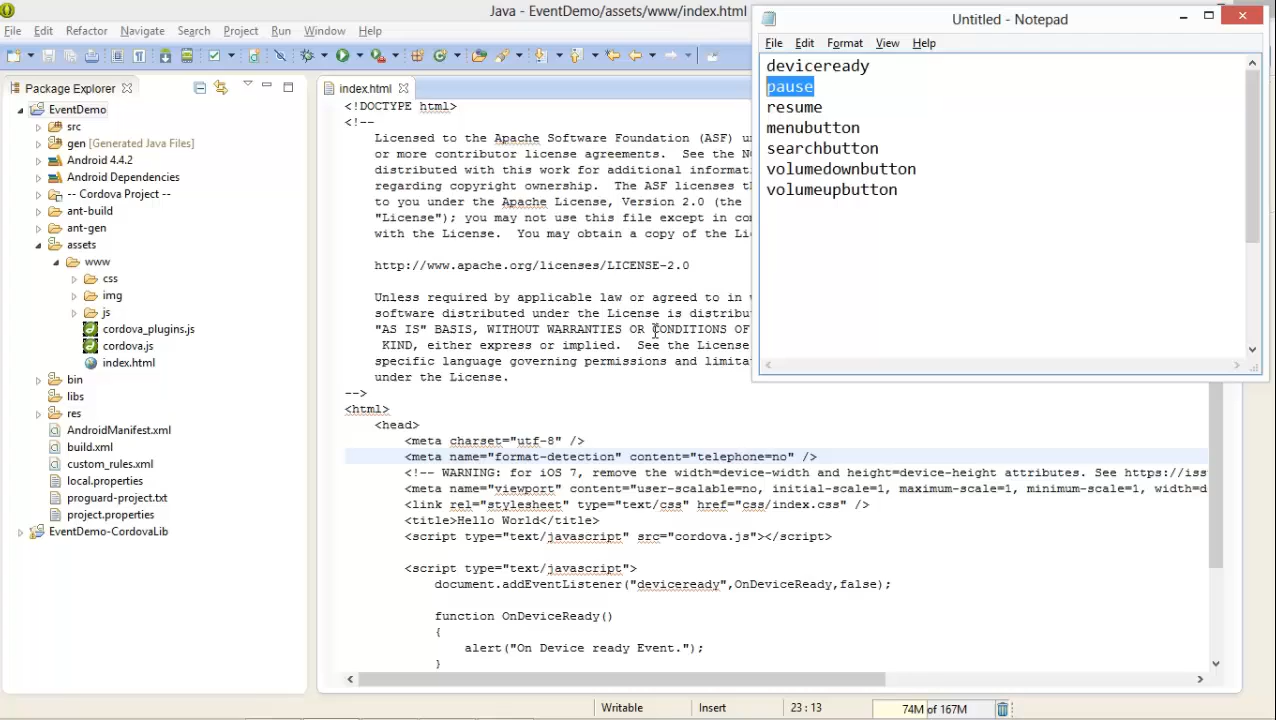 Java - EventDemo/assets/www/index.html
File Edit Refactor Navigate Search Project Run Window Help
Package Explorer
EventDemo
src
gen [Generated Java Files]
Android 4.4.2
Android Dependencies
-- Cordova Project --
ant-build
ant-gen
assets
www
css
img
js
cordova_plugins.js
cordova.js
index.html
bin
libs
res
AndroidManifest.xml
build.xml
custom_rules.xml
local.properties
proguard-project.txt
project.properties
EventDemo-CordovaLib
index.html
<!DOCTYPE html>
<!--
Licensed to the Apache Software Foundation (ASF) u
or more contributor license agreements.  See the NO
distributed with this work for additional informat
regarding copyright ownership.  The ASF licenses th
to you under the Apache License, Version 2.0 (the
"License"); you may not use this file except in com
with the License.  You may obtain a copy of the Li
http://www.apache.org/licenses/LICENSE-2.0
Unless required by applicable law or agreed to in w
software distributed under the License is distribut
"AS IS" BASIS, WITHOUT WARRANTIES OR CONDITIONS OF
KIND, either express or implied.  See the License
specific language governing permissions and limitat
under the License.
-->
<html>
<head>
<meta charset="utf-8" />
<meta name="format-detection" content="telephone=no" />
<!-- WARNING: for iOS 7, remove the width=device-width and height=device-height attributes. See https://iss
<meta name="viewport" content="user-scalable=no, initial-scale=1, maximum-scale=1, minimum-scale=1, width=d
<link rel="stylesheet" type="text/css" href="css/index.css" />
<title>Hello World</title>
<script type="text/javascript" src="cordova.js"></script>
<script type="text/javascript">
document.addEventListener("deviceready",OnDeviceReady,false);
function OnDeviceReady()
{
alert("On Device ready Event.");
}
Writable Insert 23 : 13 74M of 167M
Untitled - Notepad
File Edit Format View Help
deviceready
pause
resume
menubutton
searchbutton
volumedownbutton
volumeupbutton